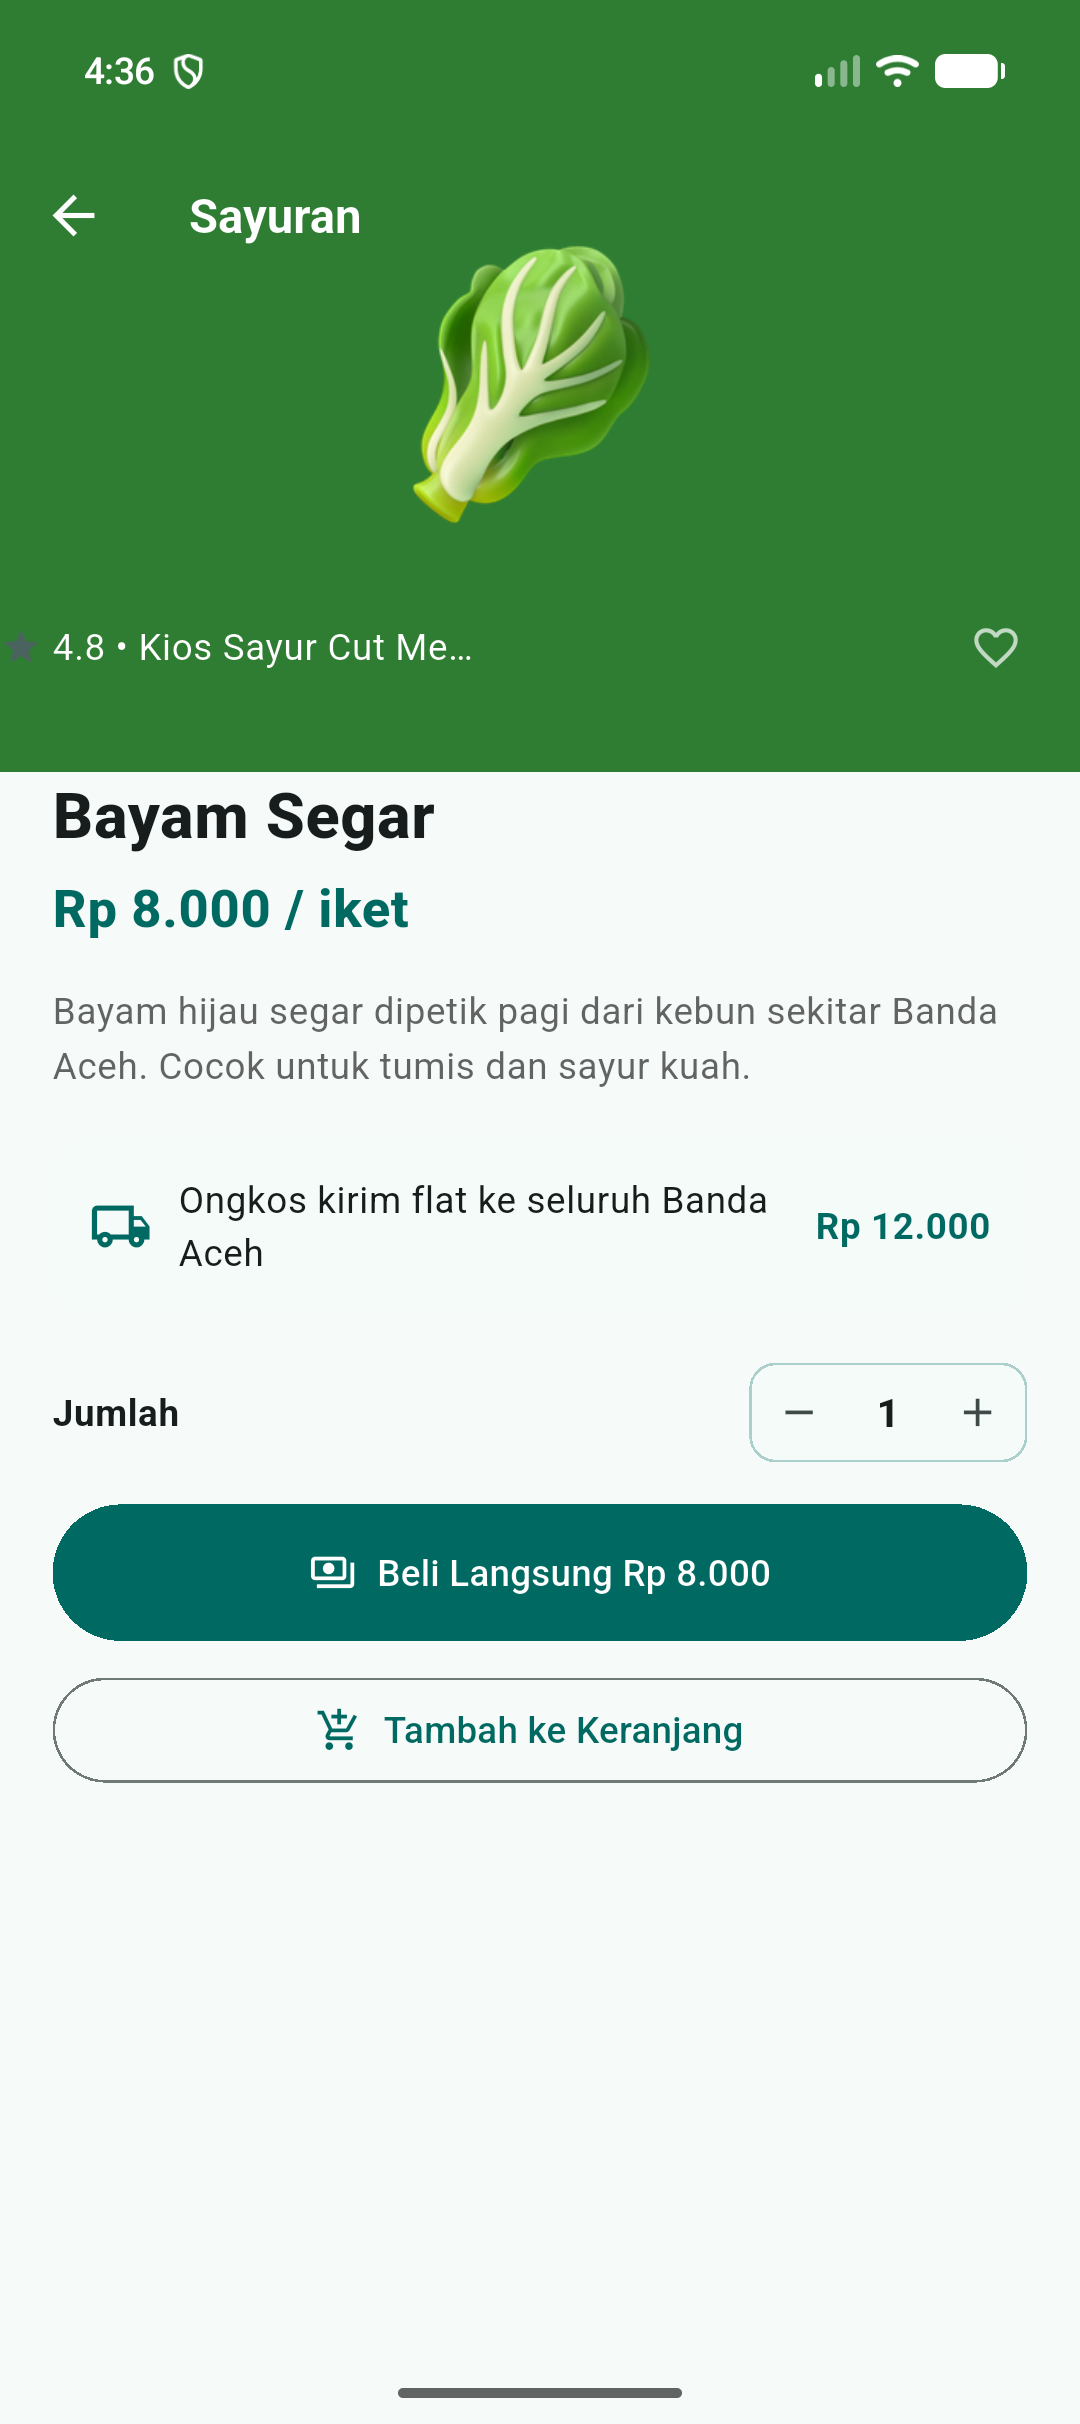 4:36
Sayuran
4.8 • Kios Sayur Cut Me...
Bayam Segar
Rp 8.000 / iket
Bayam hijau segar dipetik pagi dari kebun sekitar Banda
Aceh. Cocok untuk tumis dan sayur kuah.
Ongkos kirim flat ke seluruh Banda
Aceh
Rp 12.000
Jumlah
1
Beli Langsung Rp 8.000
Tambah ke Keranjang